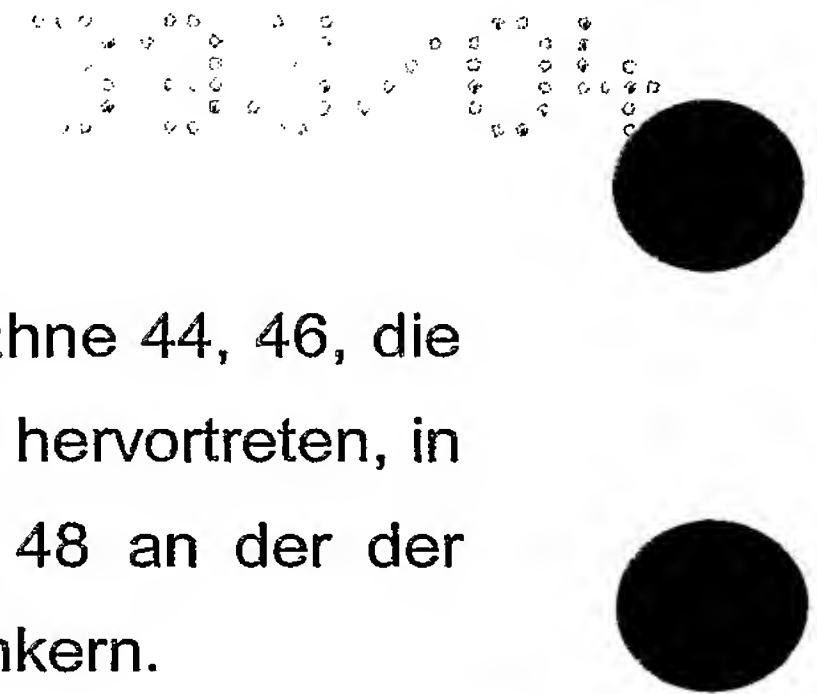 hne 44, 46, die
hervortreten, in
48 an der der
nkern.